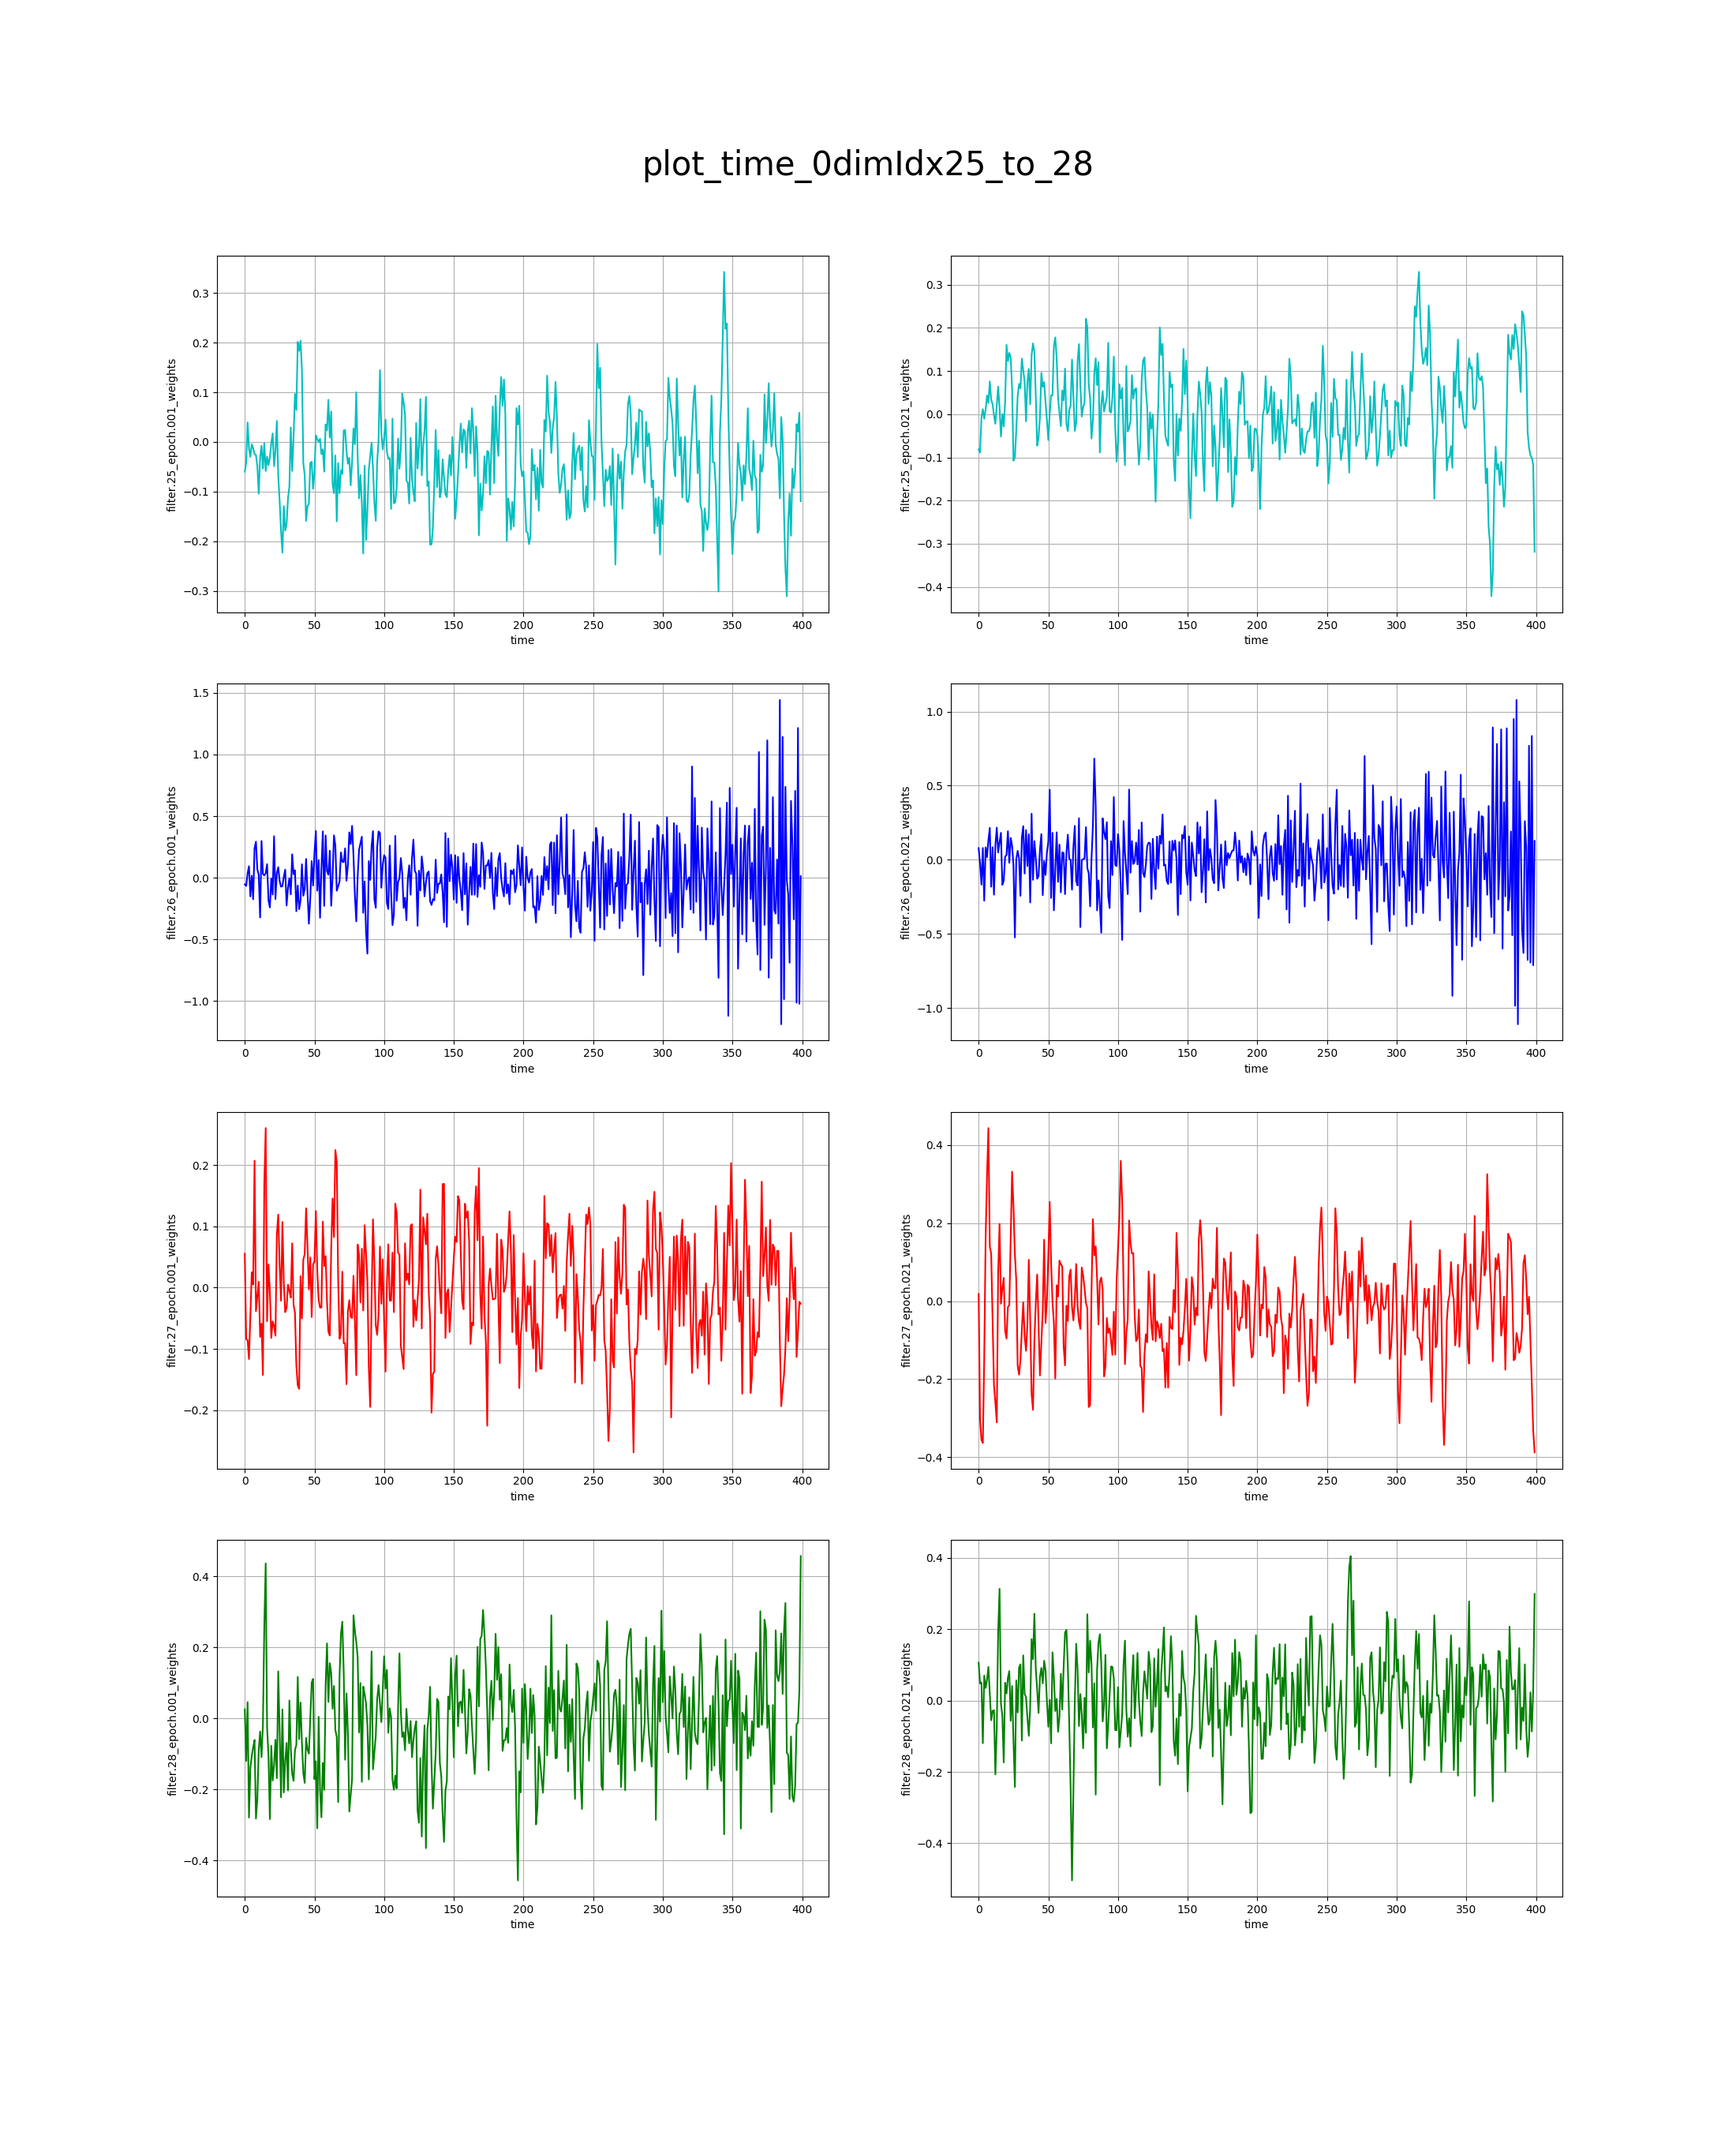 plot_time_0dimIdx25_to_28
filter.25_epoch.001_weights
0.3
0.2
0.1
0.0
−0.1
−0.2
−0.3
0 50 100 150 200 250 300 350 400
time
filter.25_epoch.021_weights
0.3
0.2
0.1
0.0
−0.1
−0.2
−0.3
−0.4
0 50 100 150 200 250 300 350 400
time
filter.26_epoch.001_weights
1.5
1.0
0.5
0.0
−0.5
−1.0
0 50 100 150 200 250 300 350 400
time
filter.26_epoch.021_weights
1.0
0.5
0.0
−0.5
−1.0
0 50 100 150 200 250 300 350 400
time
filter.27_epoch.001_weights
0.2
0.1
0.0
−0.1
−0.2
0 50 100 150 200 250 300 350 400
time
filter.27_epoch.021_weights
0.4
0.2
0.0
−0.2
−0.4
0 50 100 150 200 250 300 350 400
time
filter.28_epoch.001_weights
0.4
0.2
0.0
−0.2
−0.4
0 50 100 150 200 250 300 350 400
time
filter.28_epoch.021_weights
0.4
0.2
0.0
−0.2
−0.4
0 50 100 150 200 250 300 350 400
time